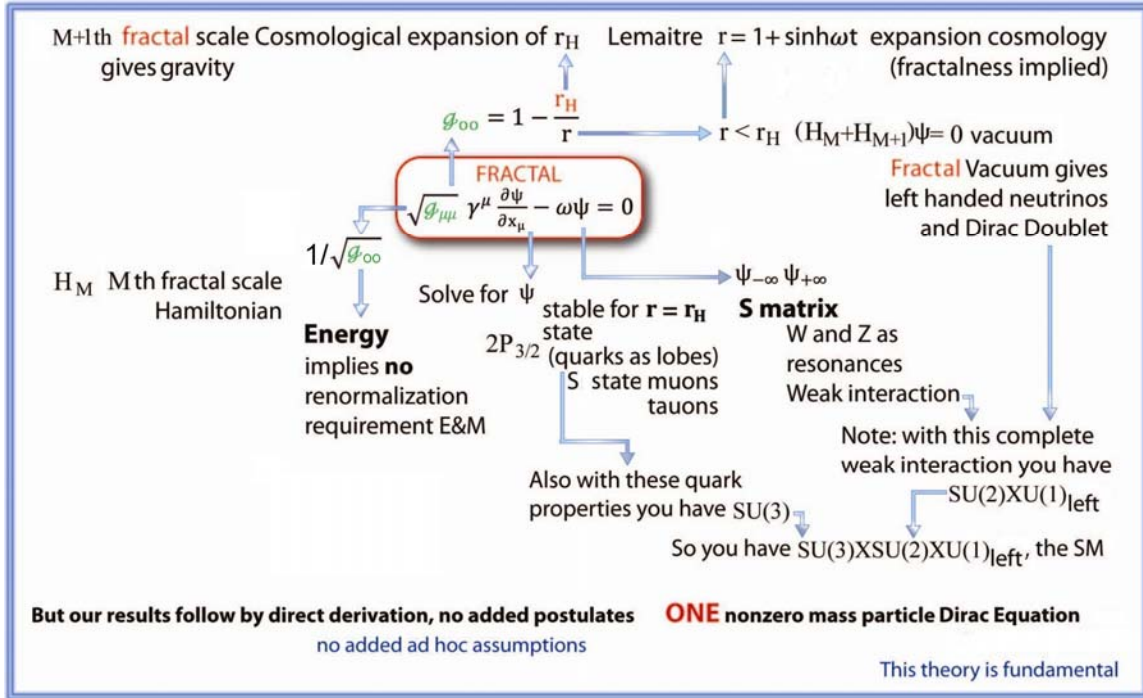 M+1th fractal scale Cosmological expansion of r_H
gives gravity
Lemaitre r = 1+ sinhωt expansion cosmology
(fractalness implied)
g_oo = 1 − r_H/r
r < r_H (H_M+H_M+1)ψ= 0 vacuum
Fractal Vacuum gives
left handed neutrinos
and Dirac Doublet
FRACTAL
√g_μμ γ^μ ∂ψ/∂x_μ − ωψ = 0
1/√g_oo
H_M M th fractal scale
Hamiltonian
Energy
implies no
renormalization
requirement E&M
Solve for ψ
stable for r = r_H
state
2P_3/2 (quarks as lobes)
S state muons
tauons
ψ_−∞ ψ_+∞
S matrix
W and Z as
resonances
Weak interaction
Note: with this complete
weak interaction you have
SU(2)XU(1)_left
Also with these quark
properties you have SU(3)
So you have SU(3)XSU(2)XU(1)_left, the SM
But our results follow by direct derivation, no added postulates ONE nonzero mass particle Dirac Equation
no added ad hoc assumptions
This theory is fundamental